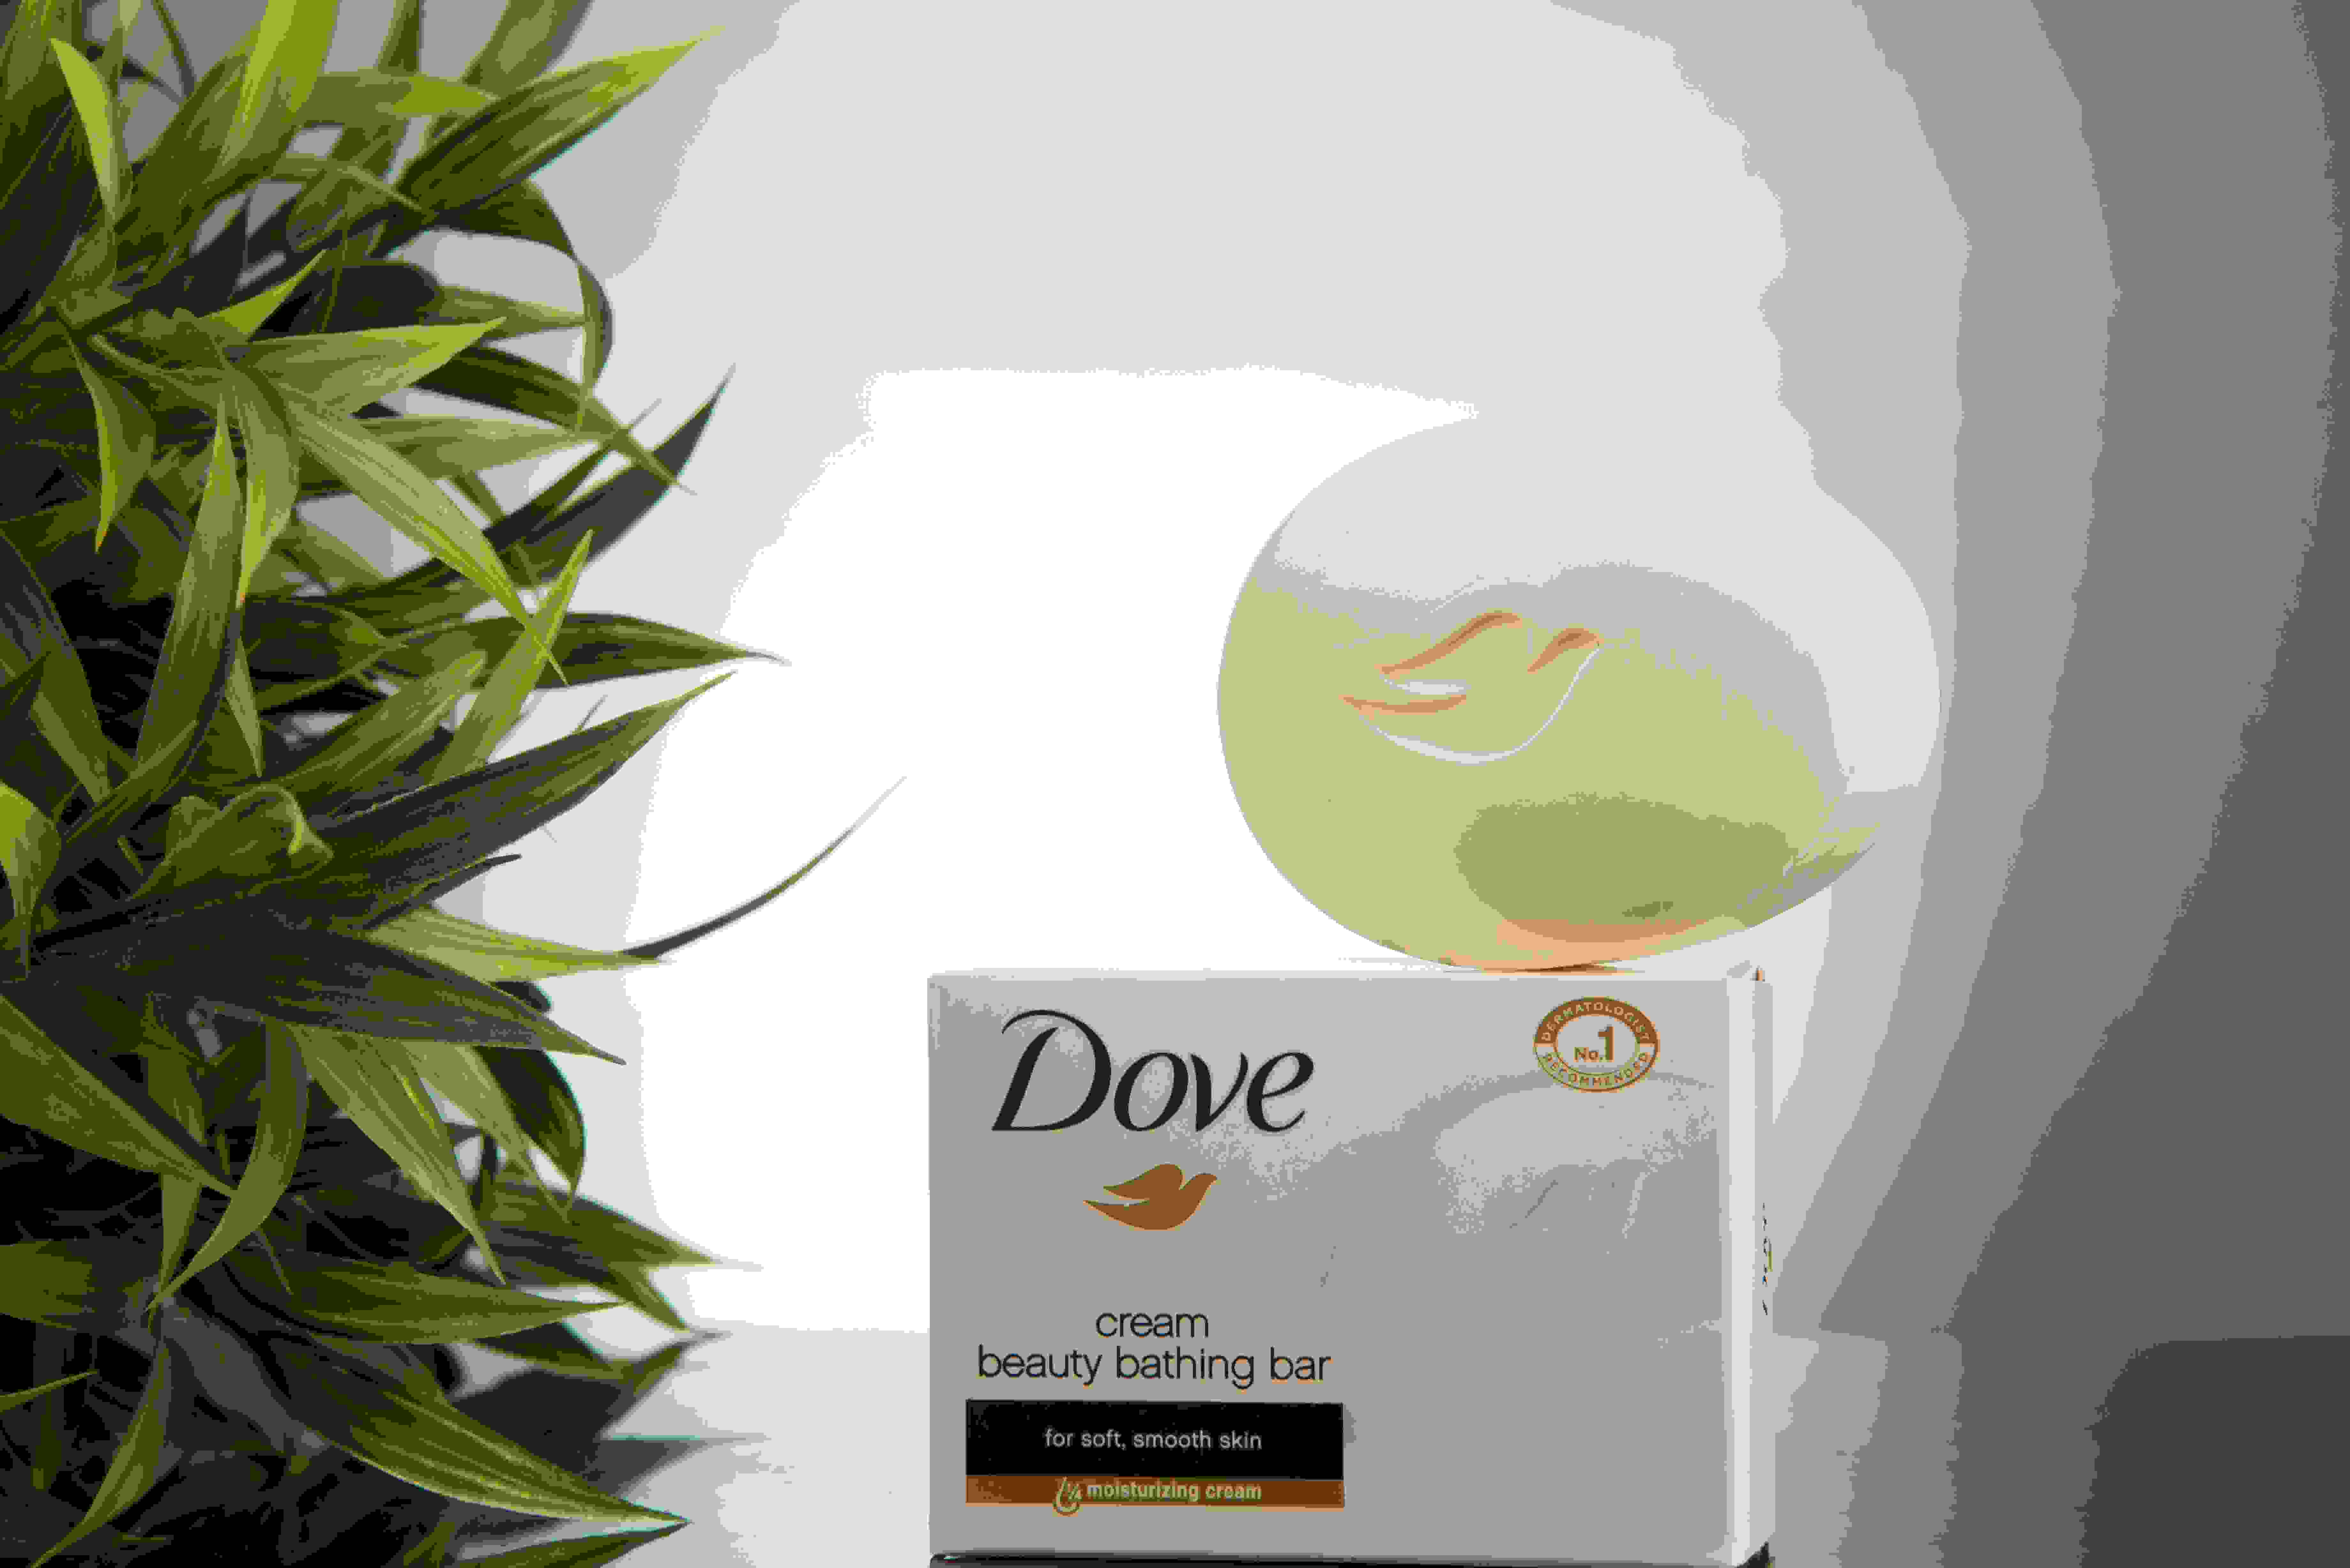 Dove
DERMATOLOGIST
No.1
RECOMMENDED
cream
beauty bathing bar
for soft, smooth skin
¼ moisturizing cream